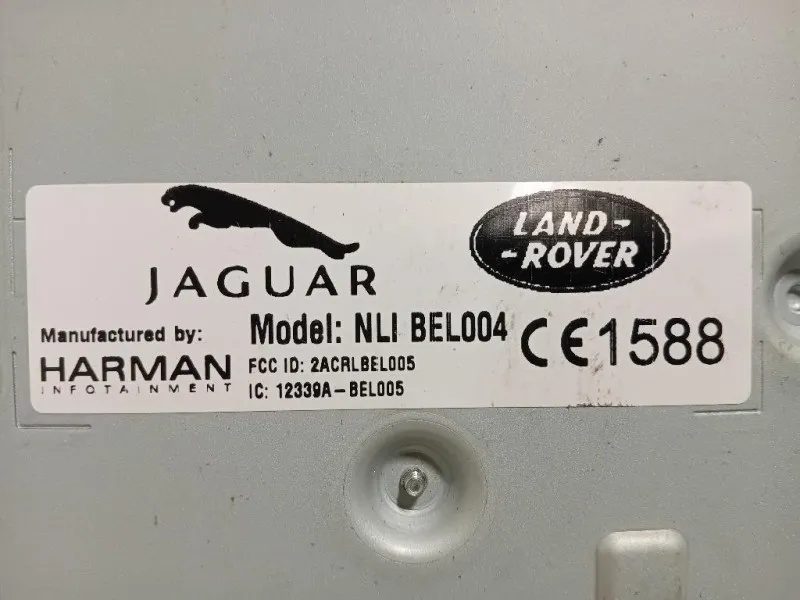 JAGUAR
LAND-
-ROVER
Manufactured by:
HARMAN
INFOTAINMENT
Model: NLI BEL004
FCC ID: 2ACRLBEL005
IC: 12339A-BEL005
CE1588